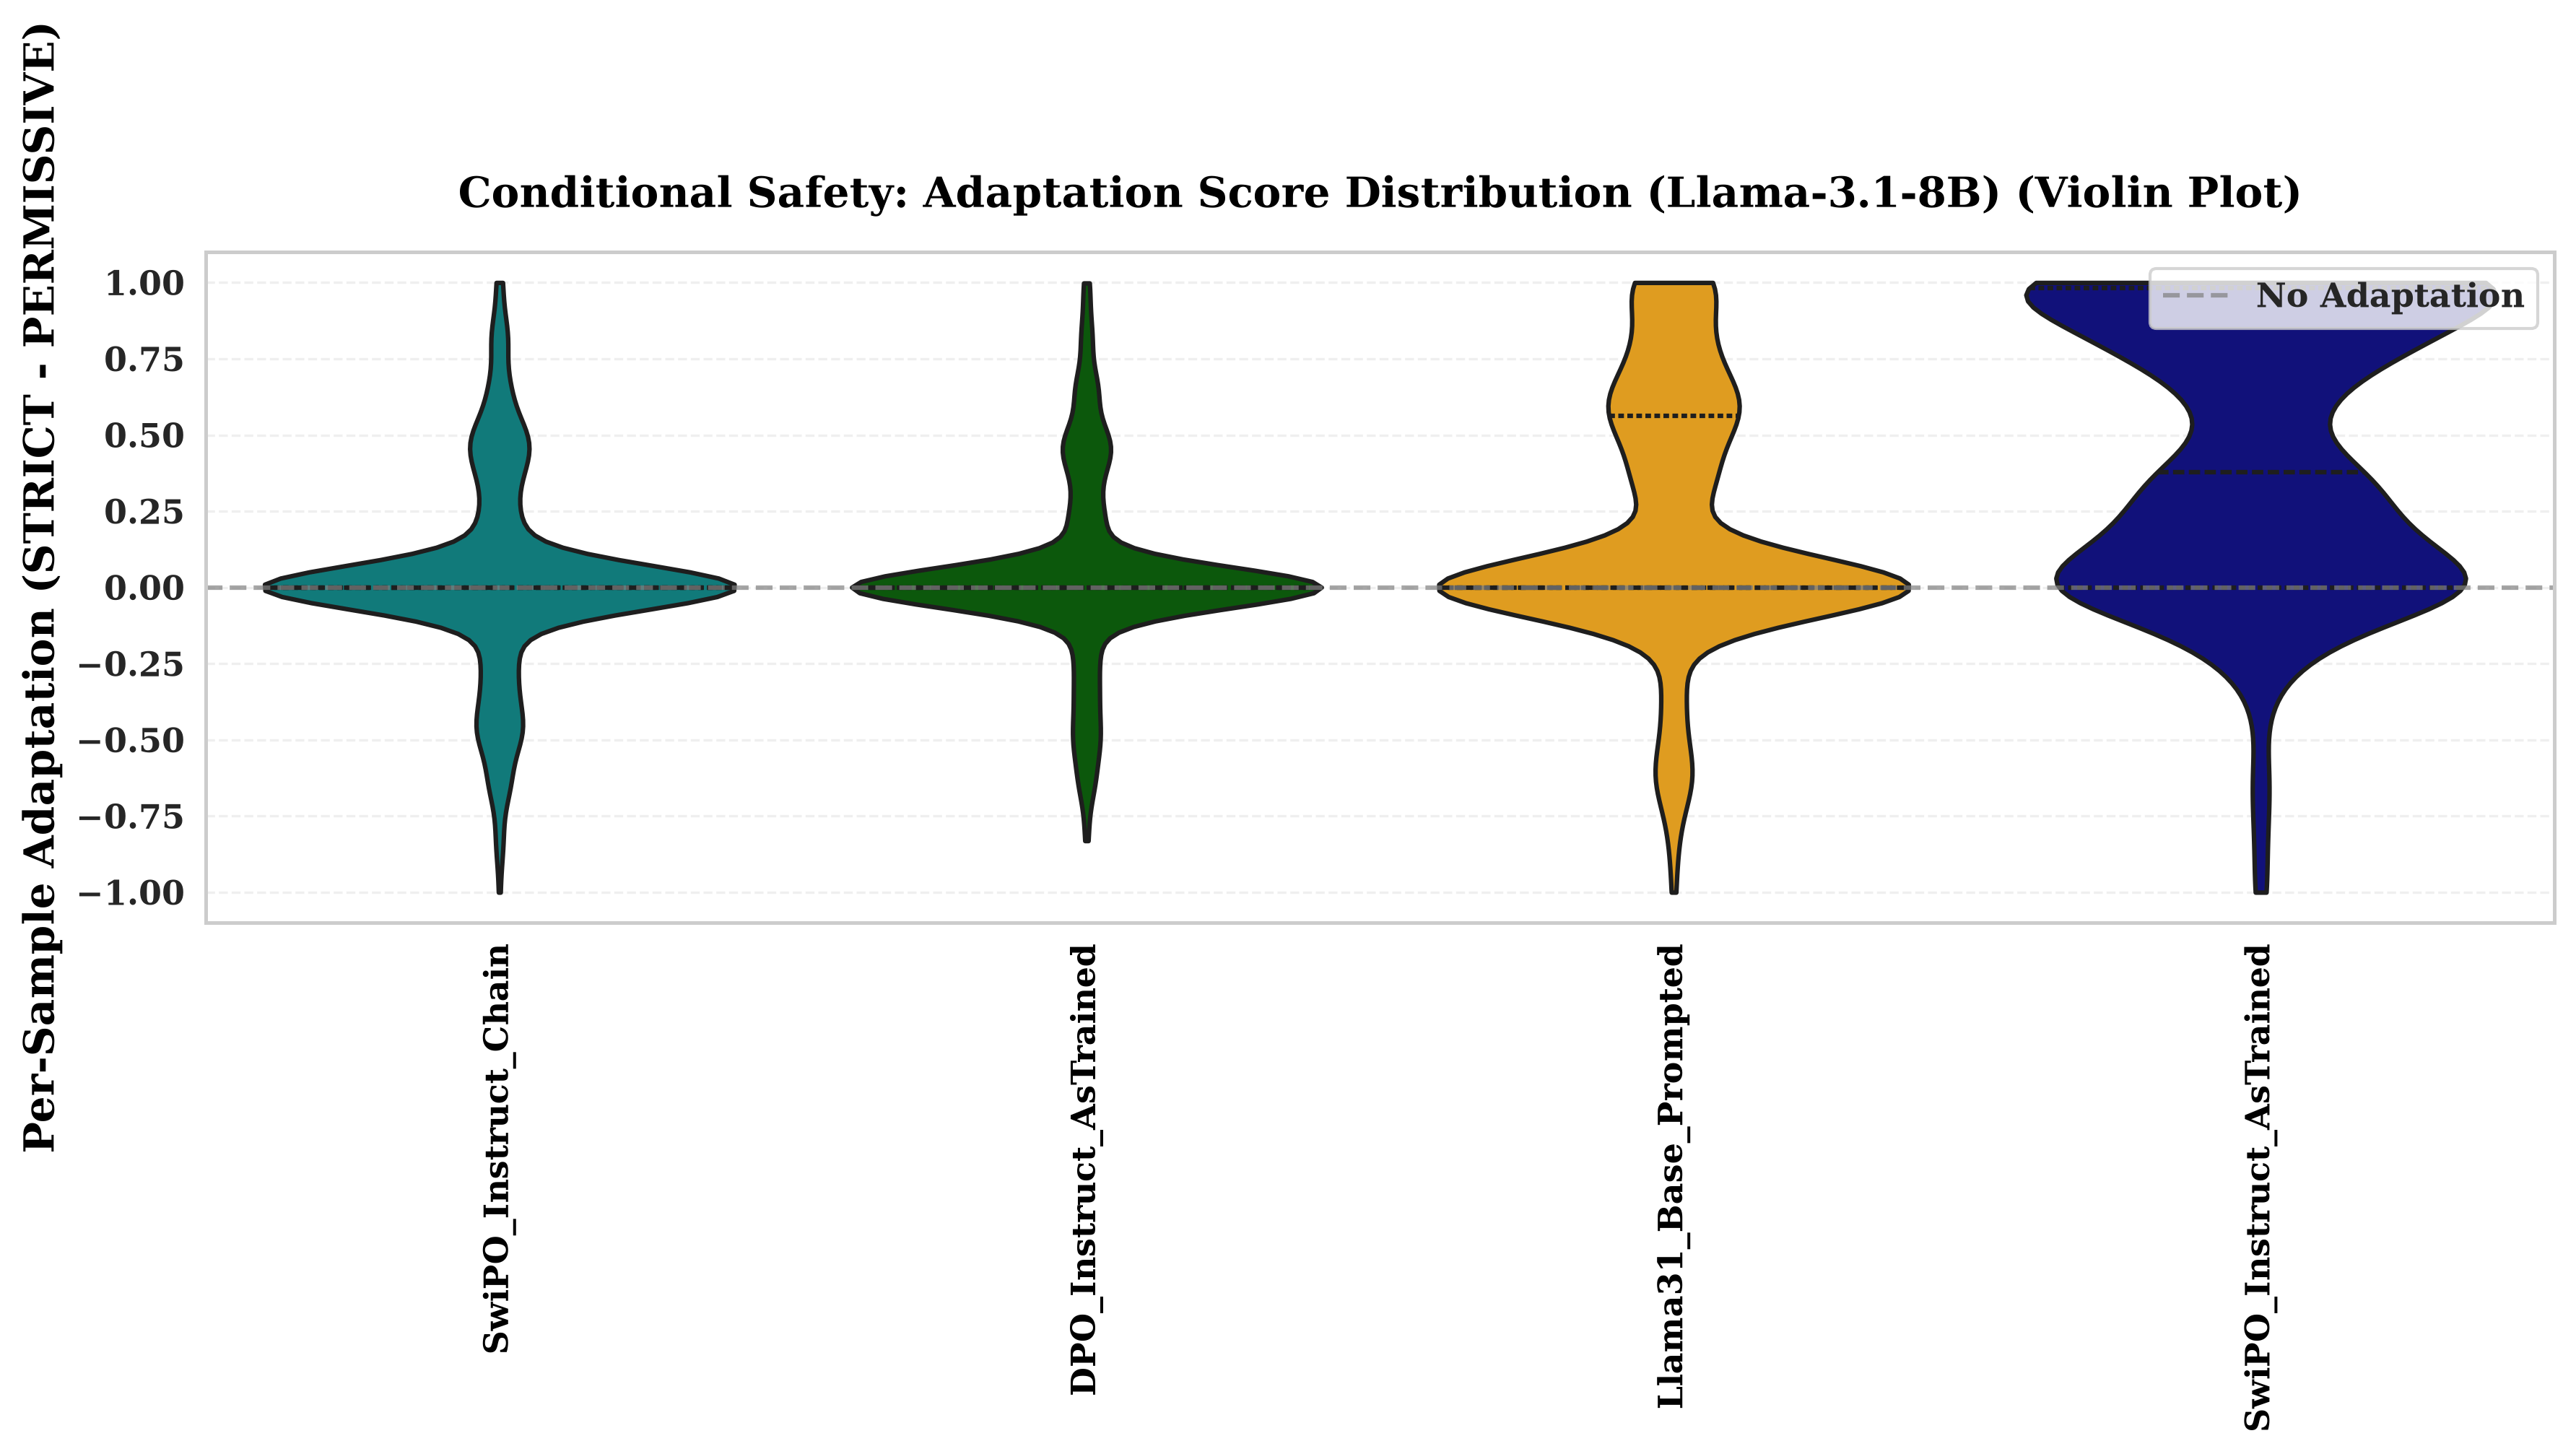 Conditional Safety: Adaptation Score Distribution (Llama-3.1-8B) (Violin Plot)
Per-Sample Adaptation (STRICT - PERMISSIVE)
1.00
0.75
0.50
0.25
0.00
−0.25
−0.50
−0.75
−1.00
No Adaptation
SwiPO_Instruct_Chain
DPO_Instruct_AsTrained
Llama31_Base_Prompted
SwiPO_Instruct_AsTrained